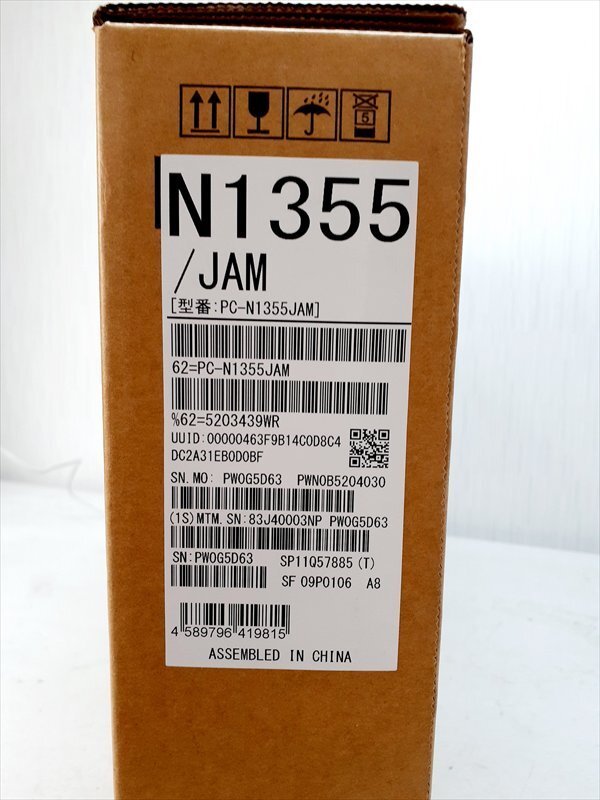 5
N1355
/JAM
[型番:PC-N1355JAM]
62=PC-N1355JAM
%62=5203439WR
UUID:00000463F9B14C0D8C4
DC2A31EB0D0BF
SN.MO: PW0G5D63 PWN0B5204030
(1S)MTM.SN:83J40003NP PW0G5D63
SN:PW0G5D63 SP11Q57885(T)
SF 09P0106 A8
4 589796 419815
ASSEMBLED IN CHINA